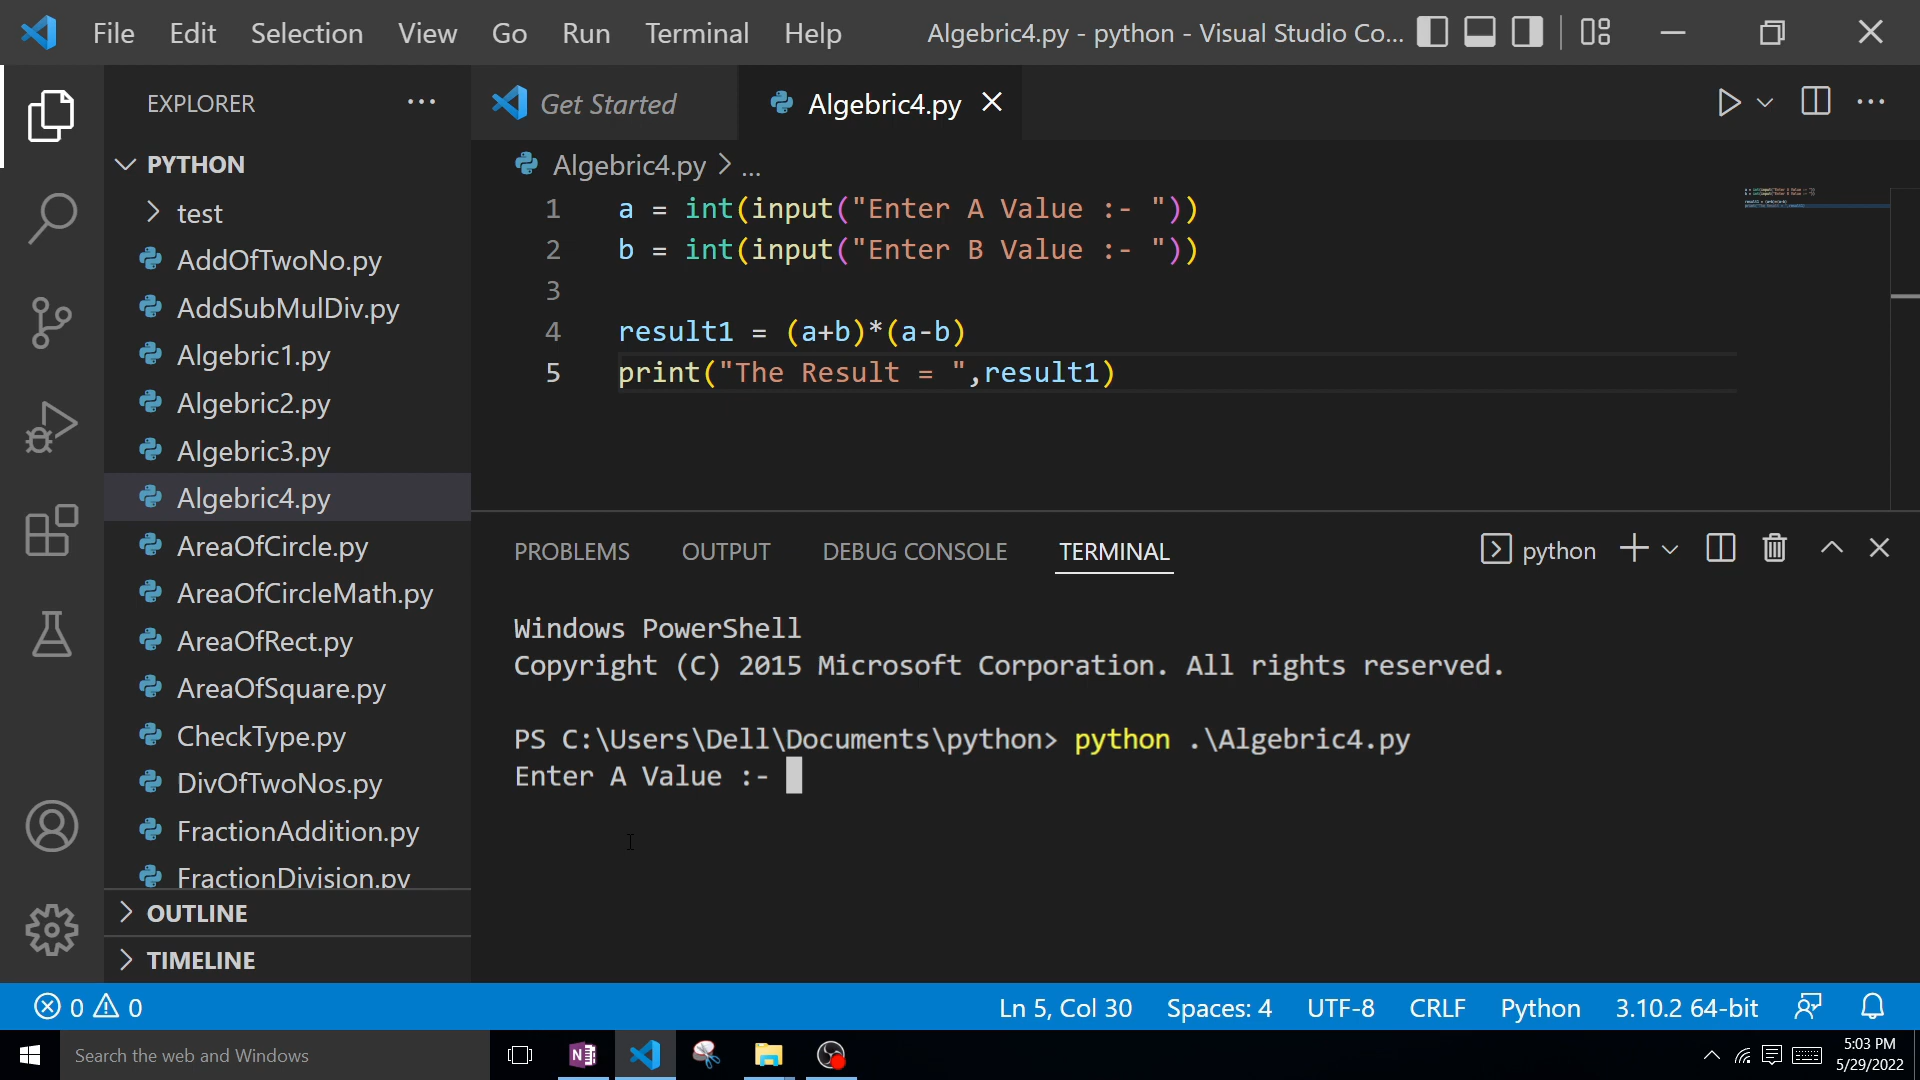 File Edit Selection View Go Run Terminal Help Algebric4.py - python - Visual Studio Co...
EXPLORER ...
Get Started Algebric4.py
PYTHON
test
AddOfTwoNo.py
AddSubMulDiv.py
Algebric1.py
Algebric2.py
Algebric3.py
Algebric4.py
AreaOfCircle.py
AreaOfCircleMath.py
AreaOfRect.py
AreaOfSquare.py
CheckType.py
DivOfTwoNos.py
FractionAddition.py
FractionDivision.py
OUTLINE
TIMELINE
Algebric4.py > ...
1 a = int(input("Enter A Value :- "))
2 b = int(input("Enter B Value :- "))
3
4 result1 = (a+b)*(a-b)
5 print("The Result = ",result1)
PROBLEMS OUTPUT DEBUG CONSOLE TERMINAL python
Windows PowerShell
Copyright (C) 2015 Microsoft Corporation. All rights reserved.
PS C:\Users\Dell\Documents\python> python .\Algebric4.py
Enter A Value :-
0 0 Ln 5, Col 30 Spaces: 4 UTF-8 CRLF Python 3.10.2 64-bit
Search the web and Windows
5:03 PM
5/29/2022